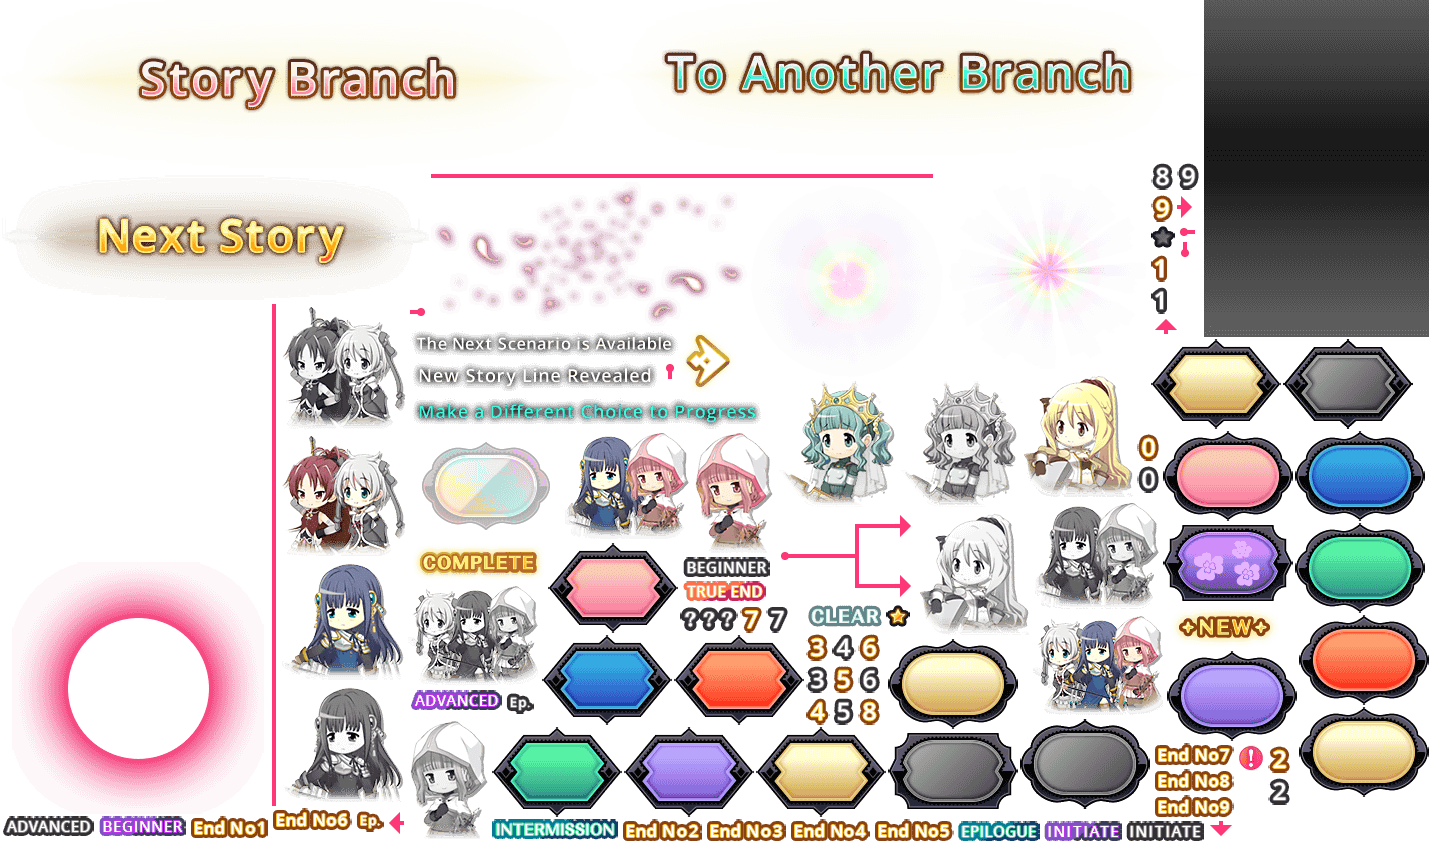 Story Branch
To Another Branch
8 9
Next Story
9
1
1
The Next Scenario is Available
New Story Line Revealed
Make a Different Choice to Progress
0
0
COMPLETE
BEGINNER
TRUE END
??? 7 7
CLEAR
NEW
3 4 6
3 5 6
4 5 8
ADVANCED Ep.
End No7 ! 2
End No8
2
End No9
ADVANCED BEGINNER End No1 End No6 Ep.
INTERMISSION End No2 End No3 End No4 End No5 EPILOGUE INITIATE INITIATE